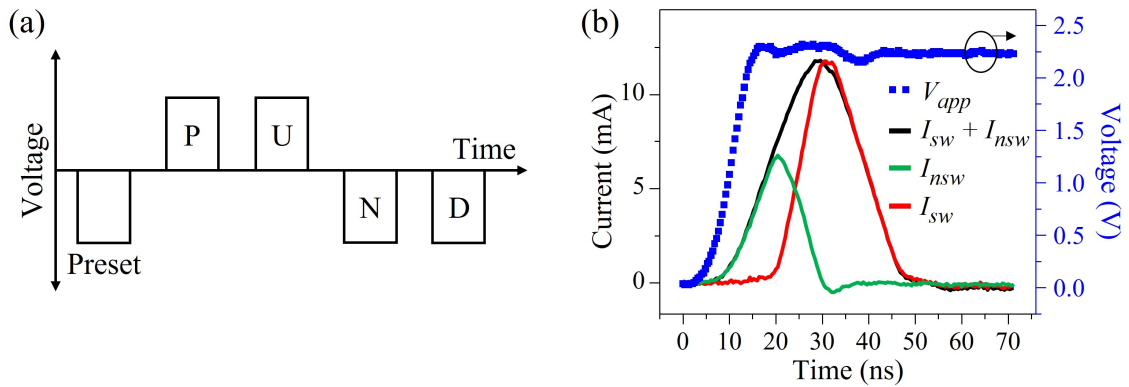 (a)
Voltage
P
U
Time
N
D
Preset
(b)
Current (mA)
10
5
0
2.5
2.0
1.5
1.0
0.5
0.0
Voltage (V)
V_app
I_sw + I_nsw
I_nsw
I_sw
0 10 20 30 40 50 60 70
Time (ns)